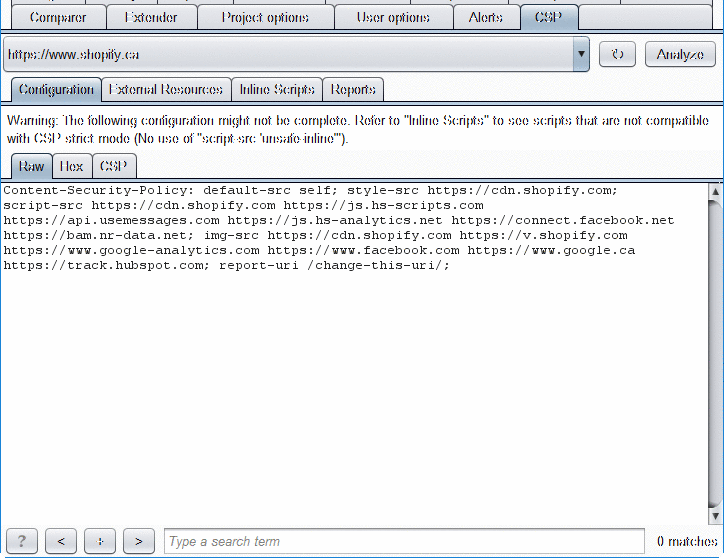 Comparer Extender Project options User options Alerts CSP
https://www.shopify.ca ↻ Analyze
Configuration External Resources Inline Scripts Reports
Warning: The following configuration might not be complete. Refer to "Inline Scripts" to see scripts that are not compatible
with CSP strict mode (No use of "script-src 'unsafe-inline'").
Raw Hex CSP
Content-Security-Policy: default-src self; style-src https://cdn.shopify.com;
script-src https://cdn.shopify.com https://js.hs-scripts.com
https://api.usemessages.com https://js.hs-analytics.net https://connect.facebook.net
https://bam.nr-data.net; img-src https://cdn.shopify.com https://v.shopify.com
https://www.google-analytics.com https://www.facebook.com https://www.google.ca
https://track.hubspot.com; report-uri /change-this-uri/;
? < + > Type a search term 0 matches